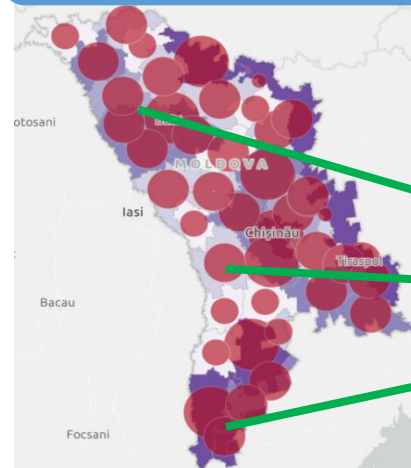 otosani
MOLDOVA
Iasi
Chișinău
Tiraspol
Bacau
Focsani